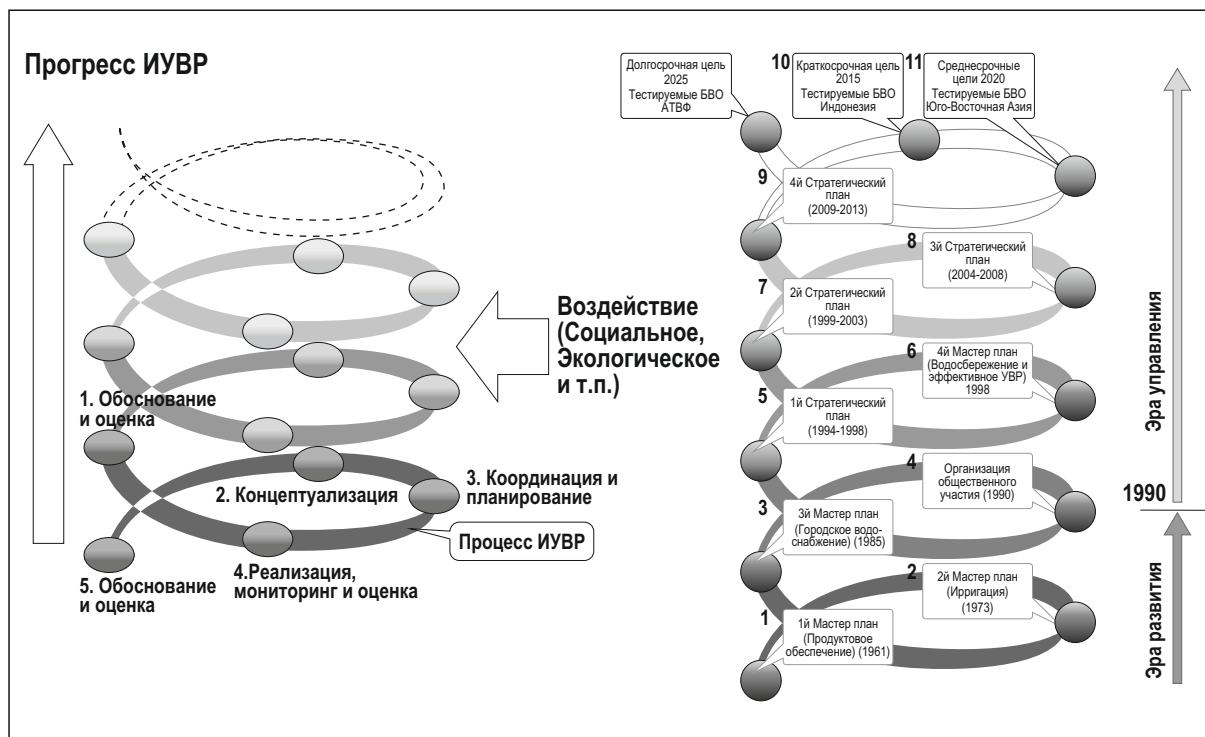 Прогресс ИУВР
Воздействие
(Социальное,
Экологическое
и т.п.)
1. Обоснование
и оценка
2. Концептуализация
3. Координация и
планирование
Процесс ИУВР
4.Реализация,
мониторинг и оценка
5. Обоснование
и оценка
Долгосрочная цель
2025
Тестируемые БВО
АТВФ
10
Краткосрочная цель
2015
Тестируемые БВО
Индонезия
11
Среднесрочные
цели 2020
Тестируемые БВО
Юго-Восточная Азия
9
4й Стратегический
план
(2009-2013)
8
3й Стратегический
план
(2004-2008)
7
2й Стратегический
план
(1999-2003)
6
4й Мастер план
(Водосбережение и
эффективное УВР)
1998
5
1й Стратегический
план
(1994-1998)
4
Организация
общественного
участия (1990)
3
3й Мастер план
(Городское водо-
снабжение) (1985)
2
2й Мастер план
(Ирригация)
(1973)
1
1й Мастер план
(Продуктовое
обеспечение) (1961)
Эра управления
1990
Эра развития